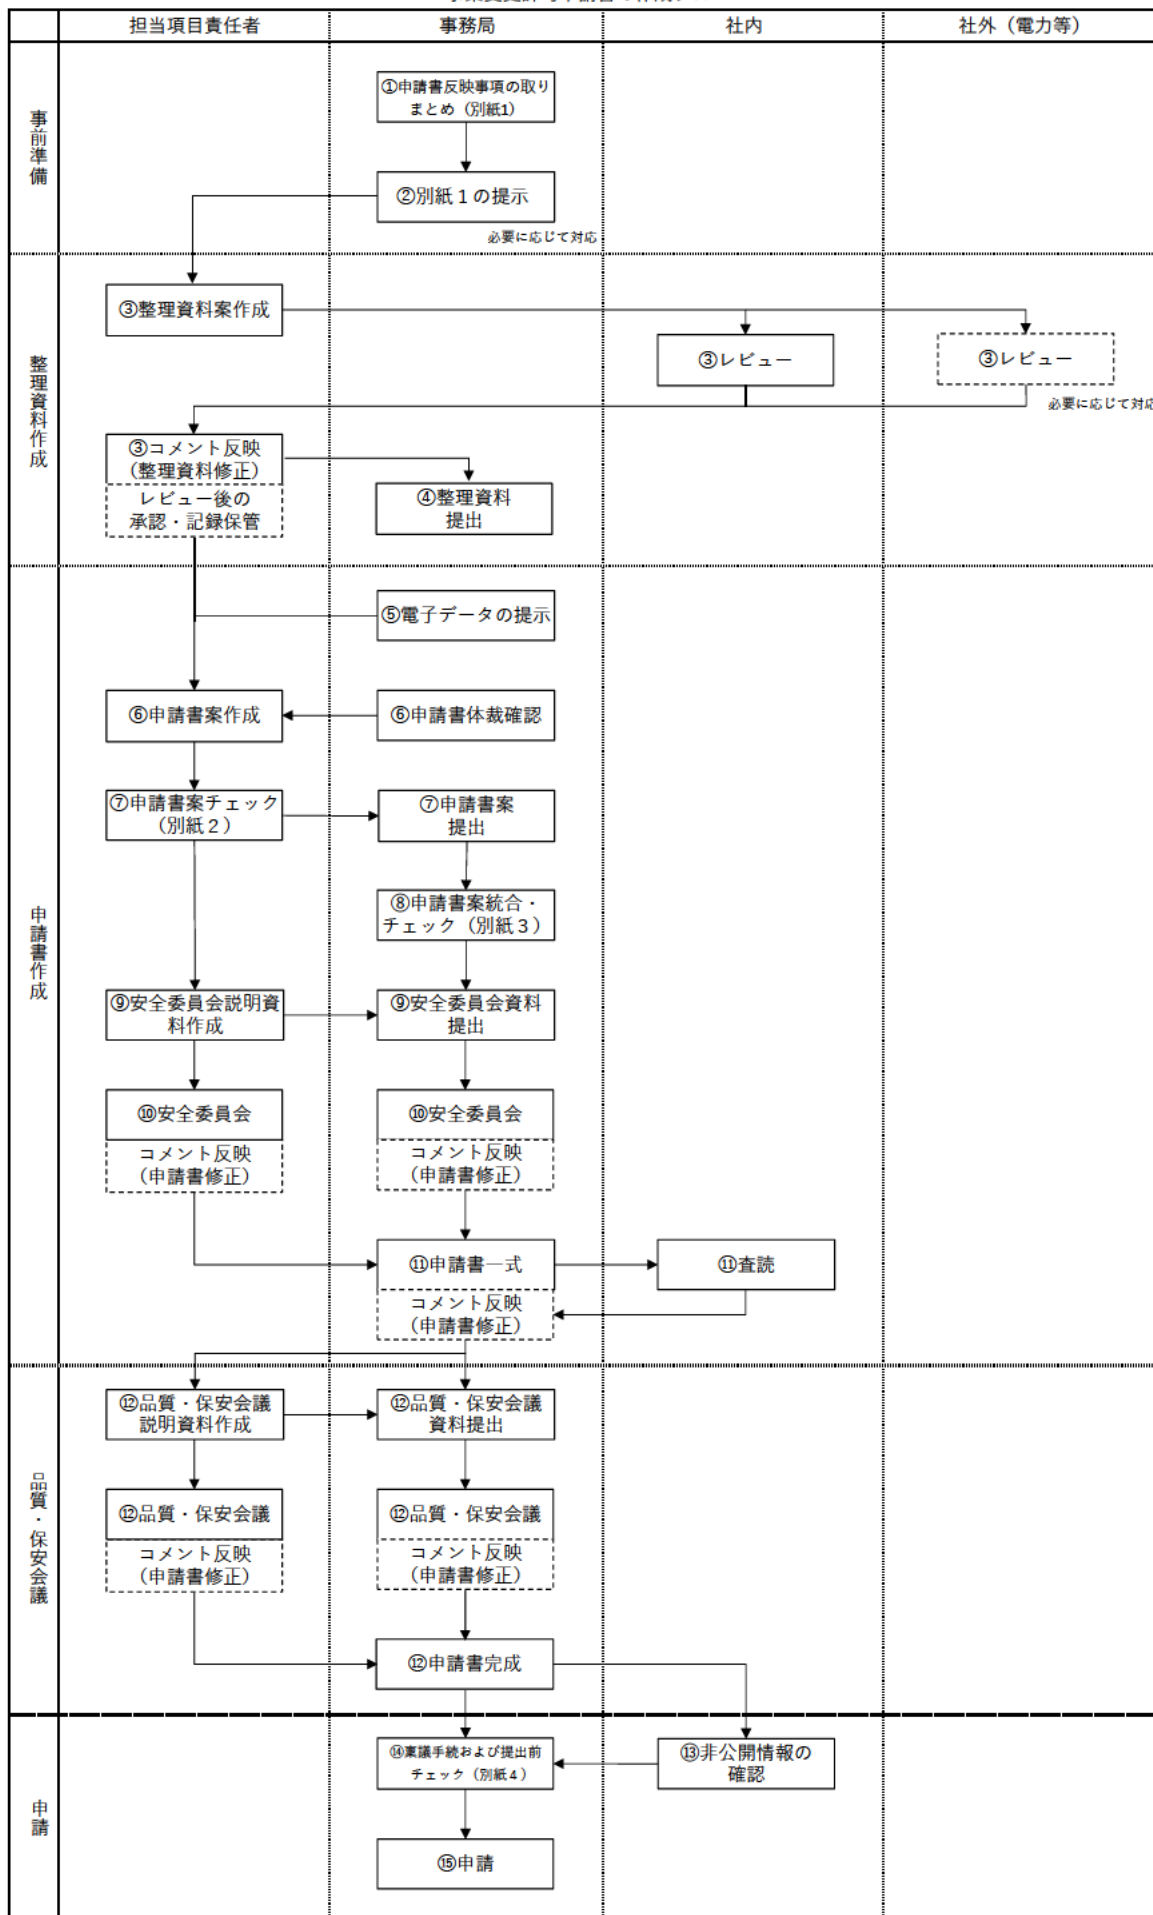 担当項目責任者
事務局
社内
社外（電力等）
事前準備
①申請書反映事項の取り
まとめ（別紙1）
②別紙１の提示
必要に応じて対応
整理資料作成
③整理資料案作成
③レビュー
③レビュー
必要に応じて対応
③コメント反映
（整理資料修正）
レビュー後の
承認・記録保管
④整理資料
提出
申請書作成
⑤電子データの提示
⑥申請書案作成
⑥申請書体裁確認
⑦申請書案チェック
（別紙２）
⑦申請書案
提出
⑧申請書案統合・
チェック（別紙３）
⑨安全委員会説明資
料作成
⑨安全委員会資料
提出
⑩安全委員会
コメント反映
（申請書修正）
⑩安全委員会
コメント反映
（申請書修正）
⑪申請書一式
コメント反映
（申請書修正）
⑪査読
品質・保安会議
⑫品質・保安会議
説明資料作成
⑫品質・保安会議
資料提出
⑫品質・保安会議
コメント反映
（申請書修正）
⑫品質・保安会議
コメント反映
（申請書修正）
⑫申請書完成
申請
⑭稟議手続および提出前
チェック（別紙４）
⑬非公開情報の
確認
⑮申請